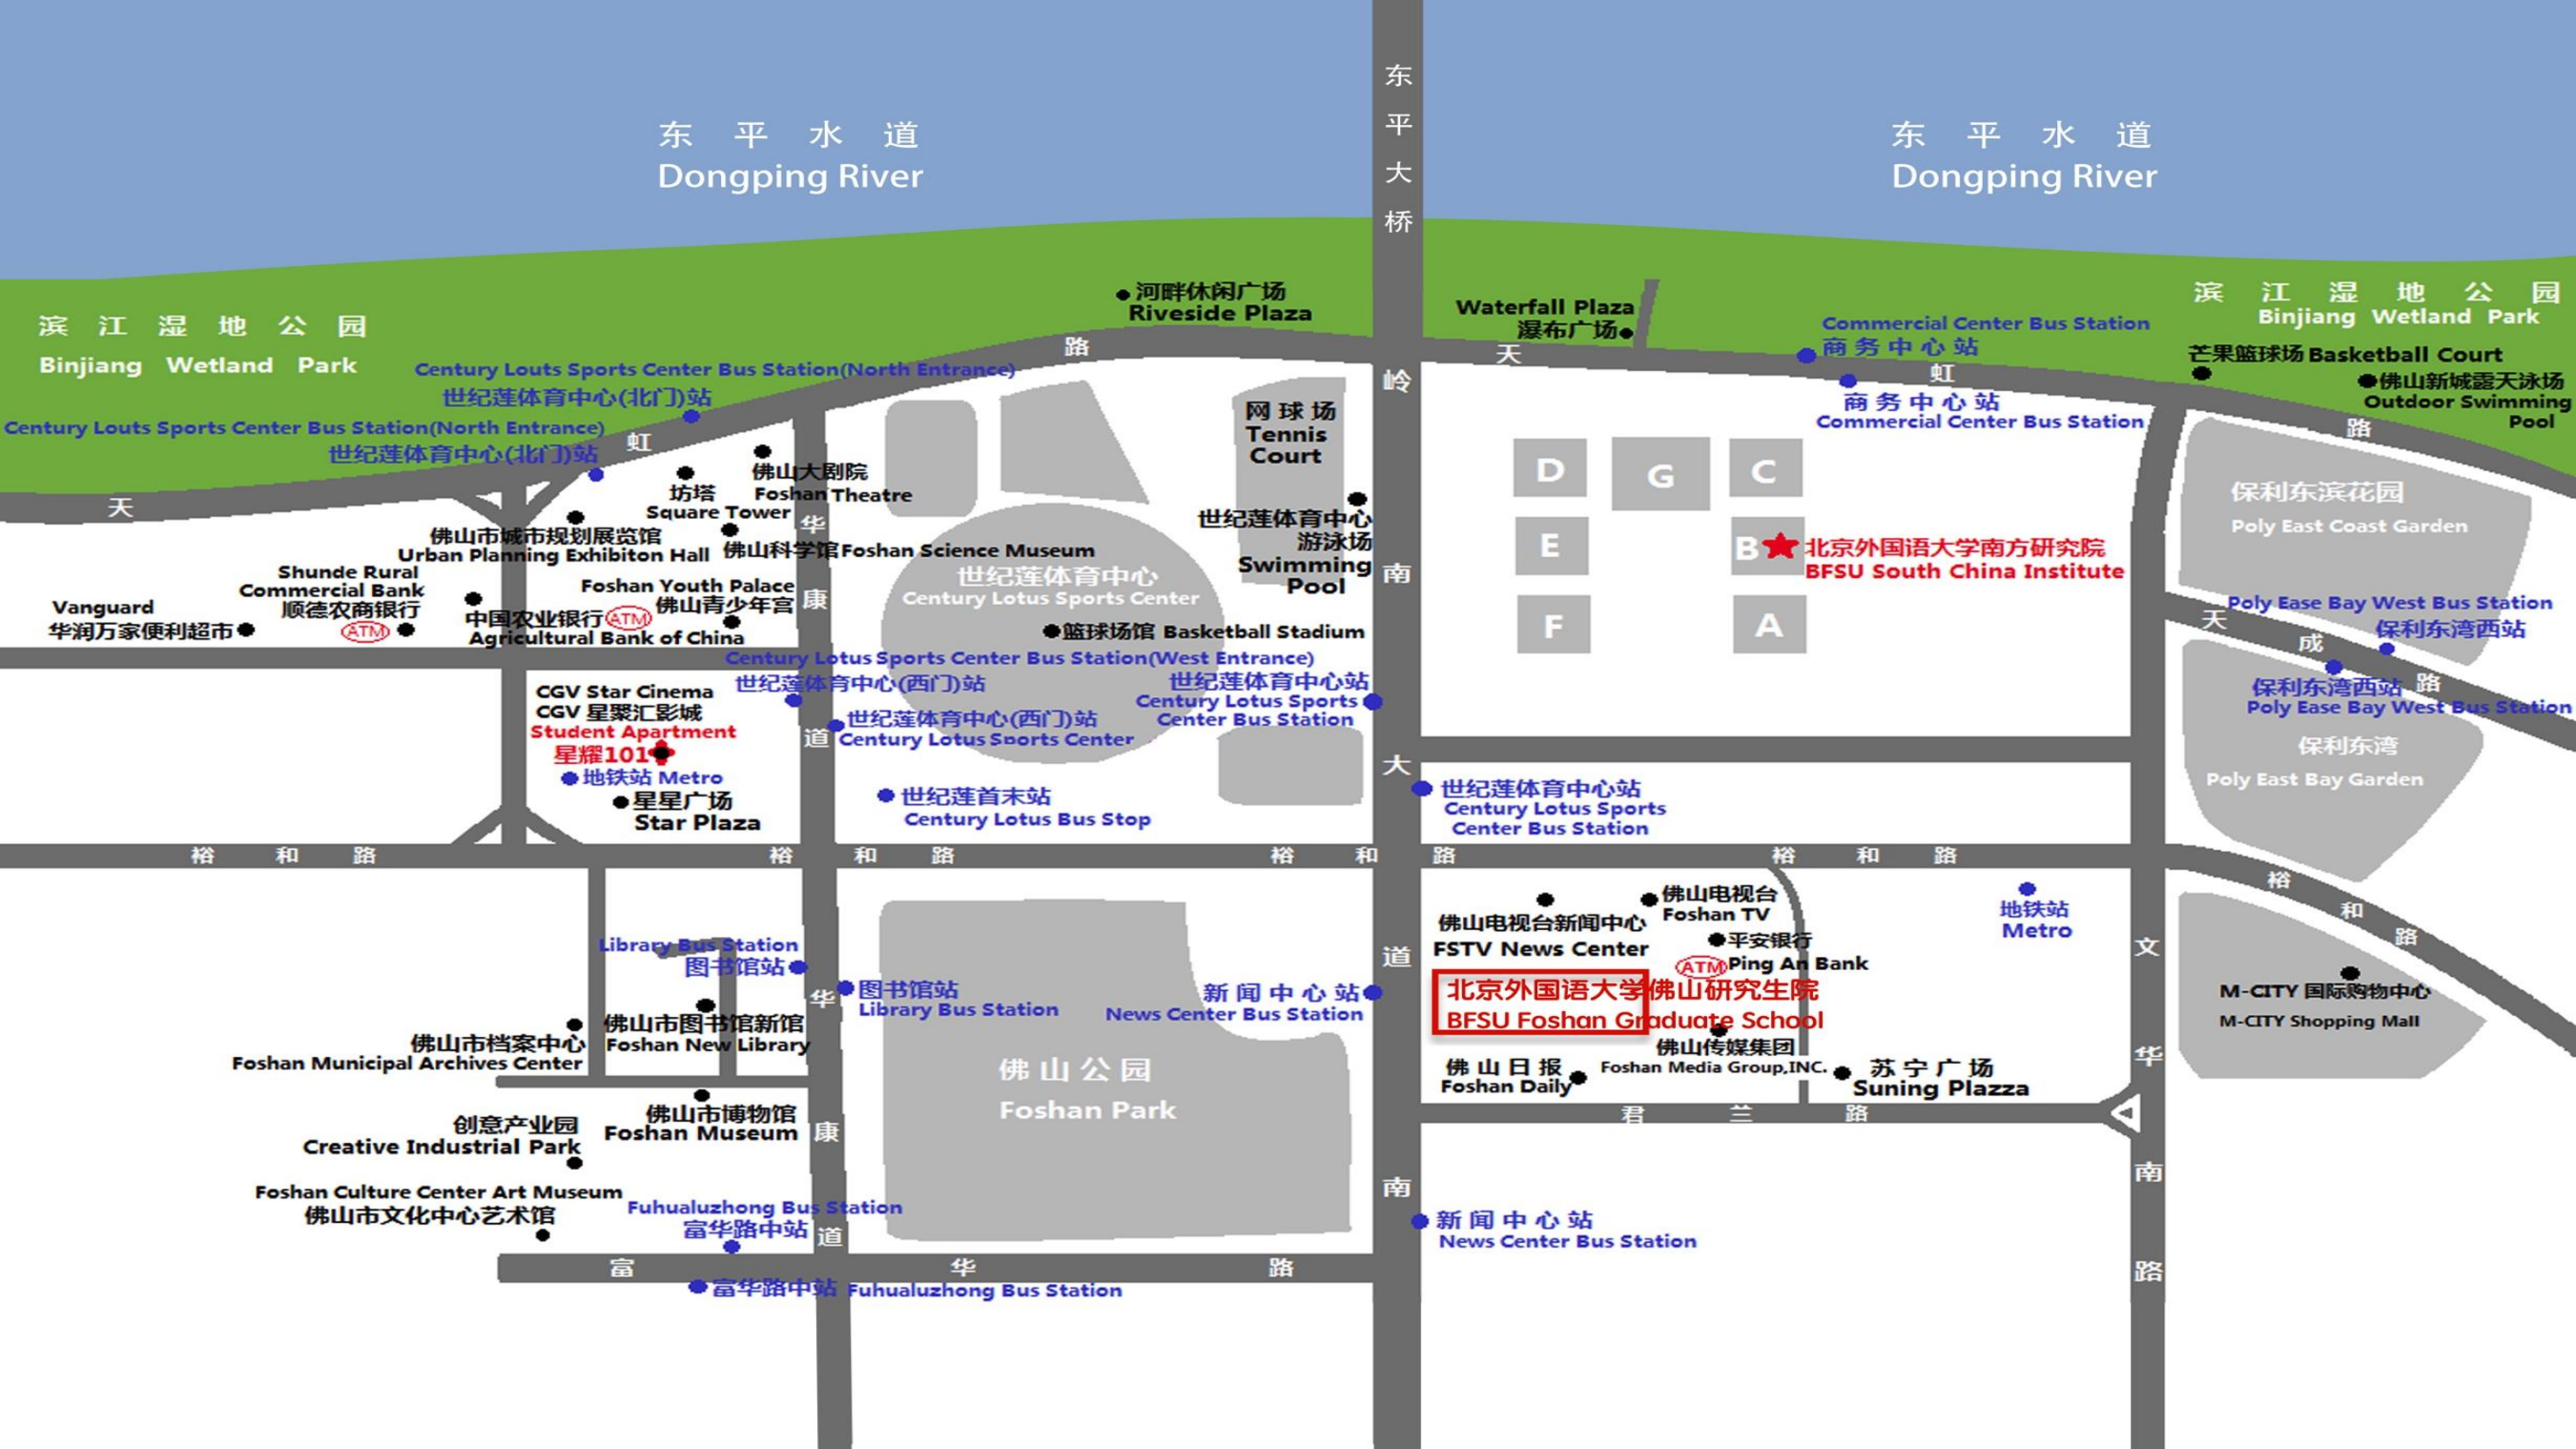 东平大桥
东 平 水 道
Dongping River
东 平 水 道
Dongping River
滨 江 湿 地 公 园
Binjiang Wetland Park
河畔休闲广场
Riveside Plaza
Waterfall Plaza
瀑布广场
Commercial Center Bus Station
商 务 中 心 站
滨 江 湿 地 公 园
Binjiang Wetland Park
芒果篮球场 Basketball Court
佛山新城露天泳场
Outdoor Swimming
Pool
天 虹 路
天 虹 路
Century Louts Sports Center Bus Station(North Entrance)
世纪莲体育中心(北门)站
Century Louts Sports Center Bus Station(North Entrance)
世纪莲体育中心(北门)站
商 务 中 心 站
Commercial Center Bus Station
佛山大剧院
Foshan Theatre
坊塔
Square Tower
佛山市城市规划展览馆
Urban Planning Exhibiton Hall
佛山科学馆 Foshan Science Museum
Shunde Rural
Commercial Bank
顺德农商银行
ATM
Vanguard
华润万家便利超市
中国农业银行 ATM
Agricultural Bank of China
Foshan Youth Palace
佛山青少年宫
华康道
网 球 场
Tennis
Court
世纪莲体育中心
游泳场
Swimming
Pool
世纪莲体育中心
Century Lotus Sports Center
篮球场馆 Basketball Stadium
Century Lotus Sports Center Bus Station(West Entrance)
世纪莲体育中心(西门)站
世纪莲体育中心(西门)站
Century Lotus Sports Center
世纪莲体育中心站
Century Lotus Sports
Center Bus Station
岭南大道南
D
G
C
E
B
F
A
北京外国语大学南方研究院
BFSU South China Institute
保利东滨花园
Poly East Coast Garden
Poly Ease Bay West Bus Station
保利东湾西站
天 成 路
保利东湾西站
Poly Ease Bay West Bus Station
保利东湾
Poly East Bay Garden
CGV Star Cinema
CGV 星聚汇影城
Student Apartment
星耀101
地铁站 Metro
星星广场
Star Plaza
世纪莲首末站
Century Lotus Bus Stop
世纪莲体育中心站
Century Lotus Sports
Center Bus Station
裕 和 路
裕 和 路
裕 和 路
裕 和 路
裕 和 路
Library Bus Station
图书馆站
图书馆站
Library Bus Station
佛山市图书馆新馆
Foshan New Library
佛山市档案中心
Foshan Municipal Archives Center
华康道
新 闻 中 心 站
News Center Bus Station
佛 山 公 园
Foshan Park
佛山电视台新闻中心
FSTV News Center
佛山电视台
Foshan TV
平安银行
ATM Ping An Bank
北京外国语大学佛山研究生院
BFSU Foshan Graduate School
佛山传媒集团
Foshan Media Group,INC.
佛 山 日 报
Foshan Daily
苏 宁 广 场
Suning Plazza
地铁站
Metro
文华南路
M-CITY 国际购物中心
M-CITY Shopping Mall
君 兰 路
佛山市博物馆
Foshan Museum
创意产业园
Creative Industrial Park
Foshan Culture Center Art Museum
佛山市文化中心艺术馆
Fuhualuzhong Bus Station
富华路中站
富 华 路
富华路中站 Fuhualuzhong Bus Station
新 闻 中 心 站
News Center Bus Station